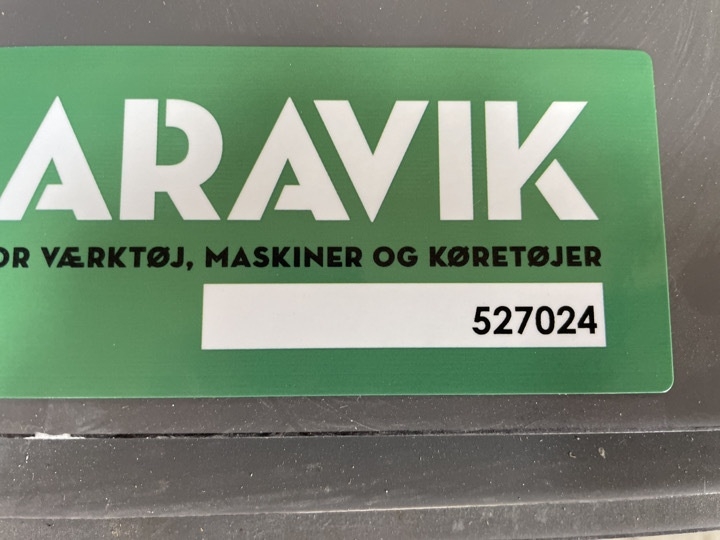 ARAVIK
OR VÆRKTØJ, MASKINER OG KØRETØJER
527024